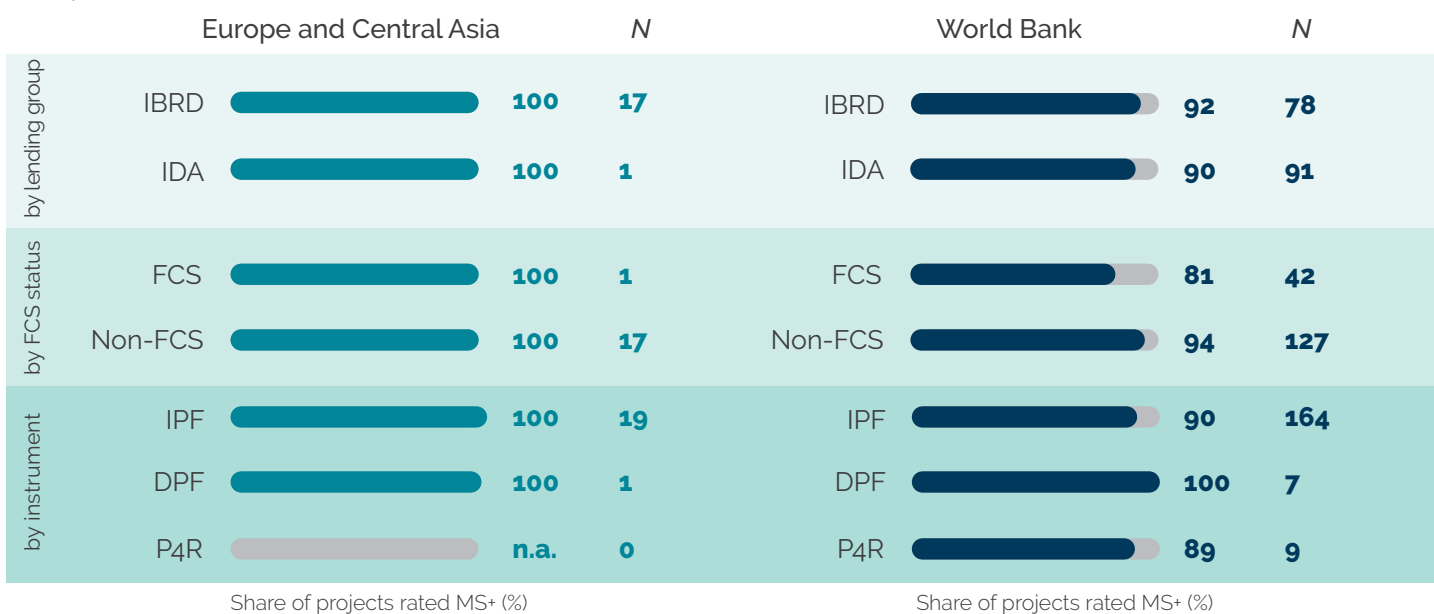 Europe and Central Asia N World Bank N
by lending group
IBRD 100 17 IBRD 92 78
IDA 100 1 IDA 90 91
by FCS status
FCS 100 1 FCS 81 42
Non-FCS 100 17 Non-FCS 94 127
by instrument
IPF 100 19 IPF 90 164
DPF 100 1 DPF 100 7
P4R n.a. 0 P4R 89 9
Share of projects rated MS+ (%) Share of projects rated MS+ (%)